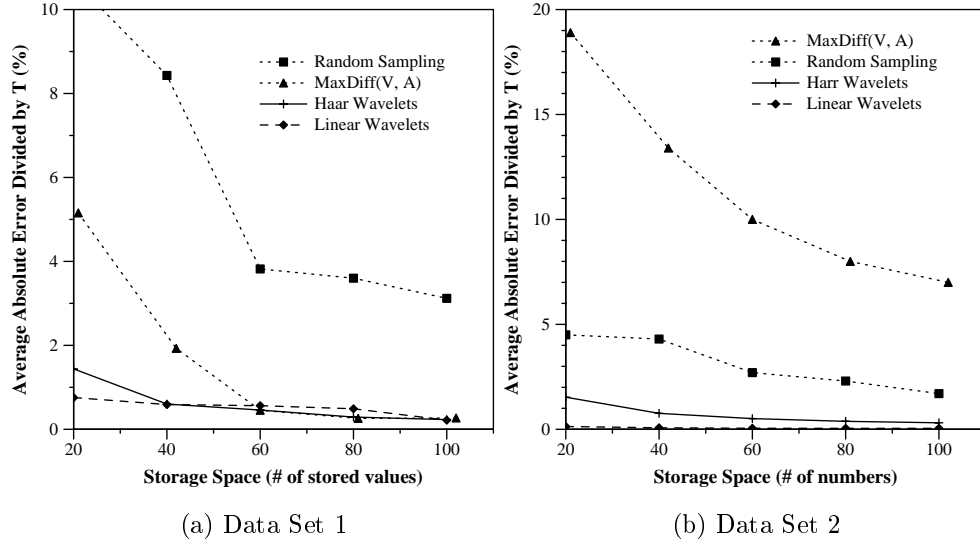 Average Absolute Error Divided by T (%)
10
8
6
4
2
0
Random Sampling
MaxDiff(V, A)
Haar Wavelets
Linear Wavelets
20 40 60 80 100
Storage Space (# of stored values)
(a) Data Set 1
Average Absolute Error Divided by T (%)
20
15
10
5
0
MaxDiff(V, A)
Random Sampling
Harr Wavelets
Linear Wavelets
20 40 60 80 100
Storage Space (# of numbers)
(b) Data Set 2